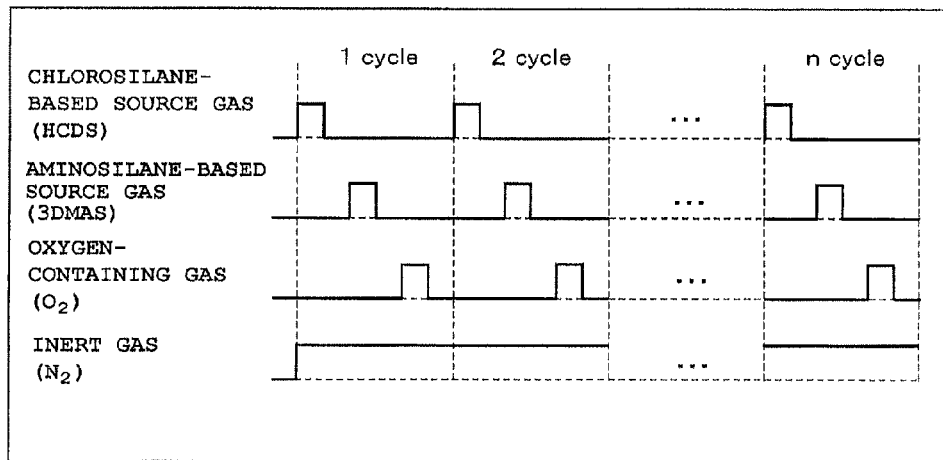 1 cycle 2 cycle n cycle
CHLOROSILANE-
BASED SOURCE GAS
(HCDS)
...
AMINOSILANE-BASED
SOURCE GAS
(3DMAS)
...
OXYGEN-
CONTAINING GAS
(O₂)
...
INERT GAS
(N₂)
...